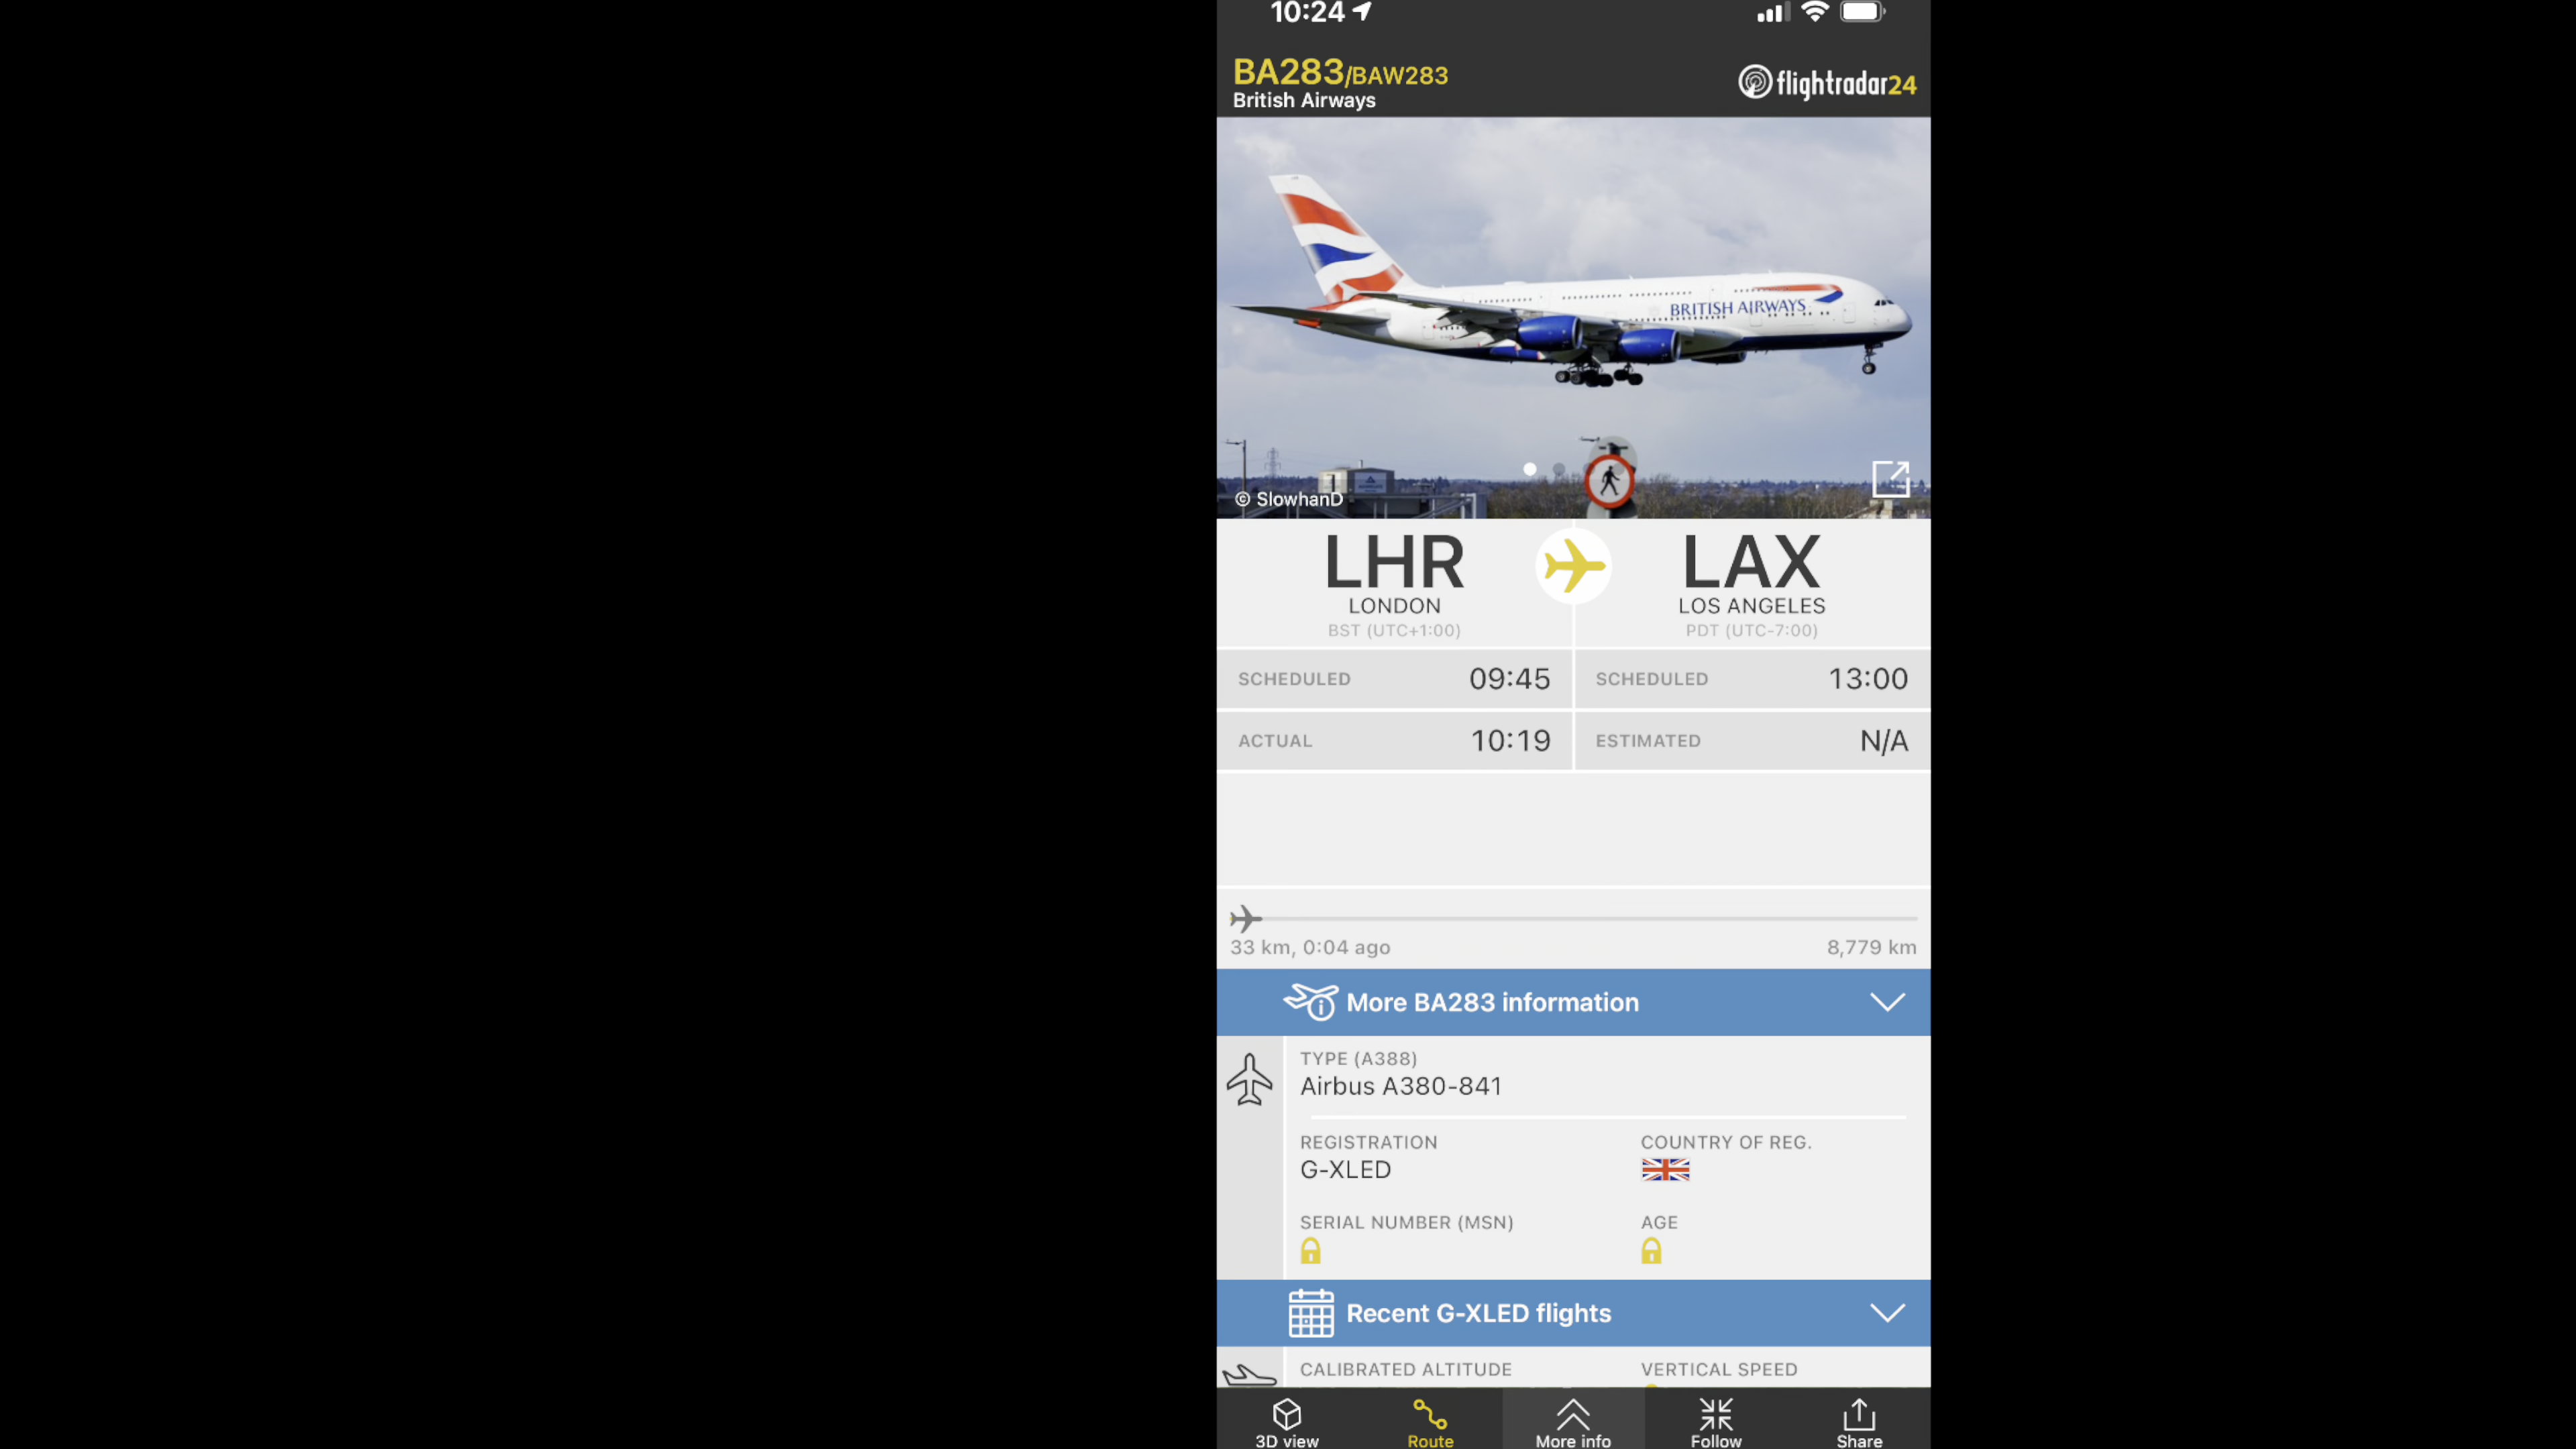 10:24
BA283/BAW283
British Airways
flightradar24
BRITISH AIRWAYS
© SlowhanD
LHR
LONDON
BST (UTC+1:00)
LAX
LOS ANGELES
PDT (UTC-7:00)
SCHEDULED 09:45
SCHEDULED 13:00
ACTUAL 10:19
ESTIMATED N/A
33 km, 0:04 ago
8,779 km
More BA283 information
TYPE (A388)
Airbus A380-841
REGISTRATION
G-XLED
COUNTRY OF REG.
SERIAL NUMBER (MSN)
AGE
Recent G-XLED flights
CALIBRATED ALTITUDE
VERTICAL SPEED
3D view
Route
More info
Follow
Share